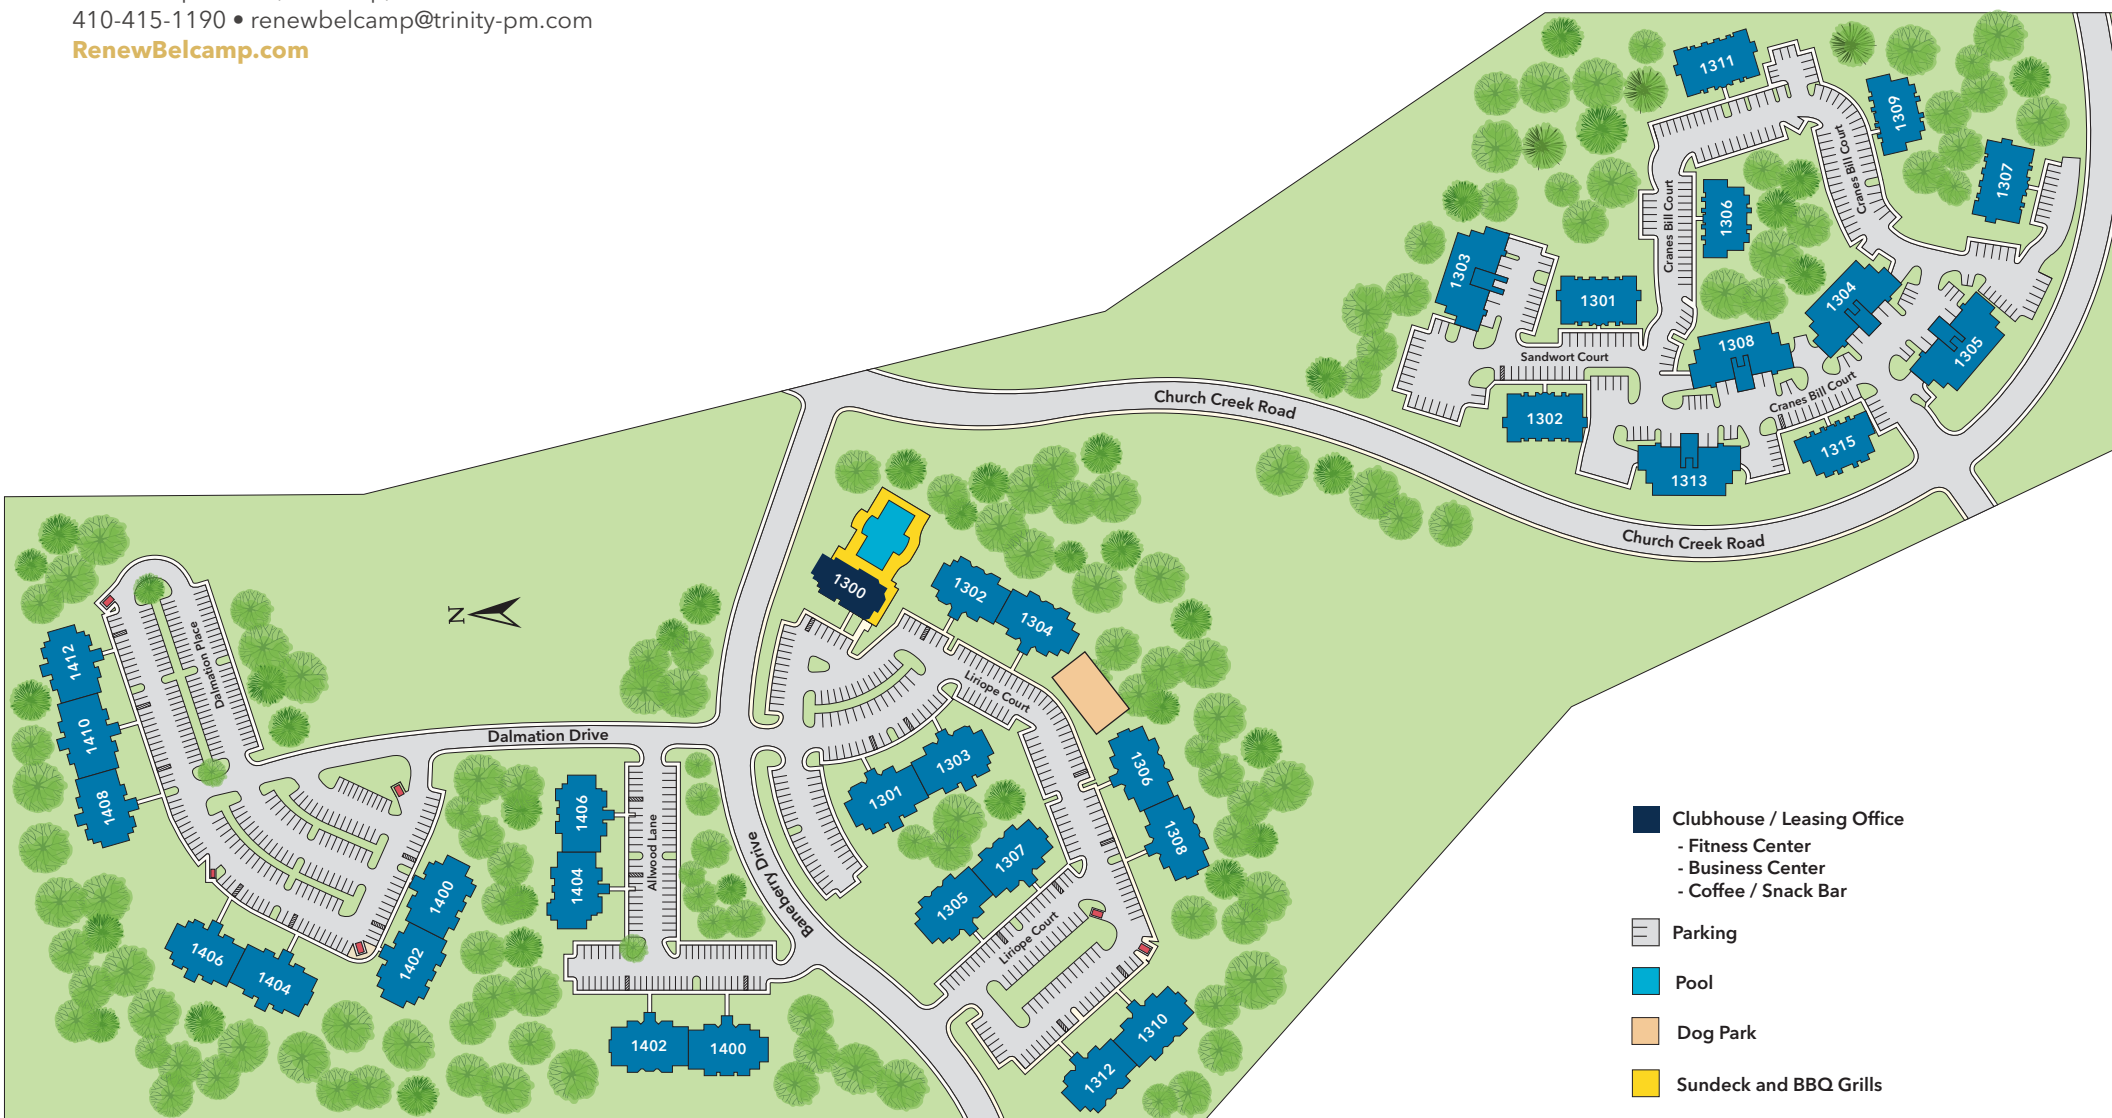 410-415-1190 • renewbelcamp@trinity-pm.com
RenewBelcamp.com
1311
1309
1307
Cranes Bill Court
Cranes Bill Court
1306
1303
1301
1304
1308
1305
Sandwort Court
Cranes Bill Court
1302
1315
1313
Church Creek Road
Church Creek Road
1300
1302
1304
N
Liriope Court
1303
1301
1306
1308
1307
1305
Liriope Court
1310
1312
Dalmation Place
1412
1410
1408
Dalmation Drive
1406
1404
Allwood Lane
Baneberry Drive
1400
1402
1406
1404
1402
1400
Clubhouse / Leasing Office
- Fitness Center
- Business Center
- Coffee / Snack Bar
Parking
Pool
Dog Park
Sundeck and BBQ Grills